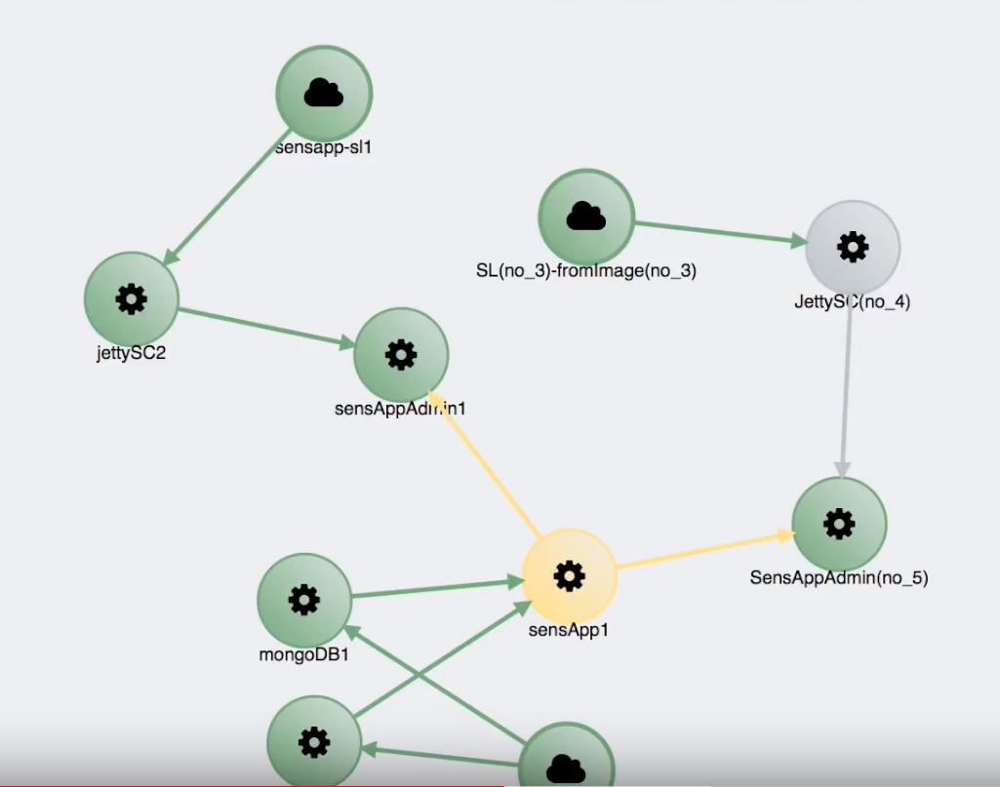 sensapp-sl1
SL(no_3)-fromImage(no_3)
JettySC(no_4)
jettySC2
sensAppAdmin1
SensAppAdmin(no_5)
sensApp1
mongoDB1